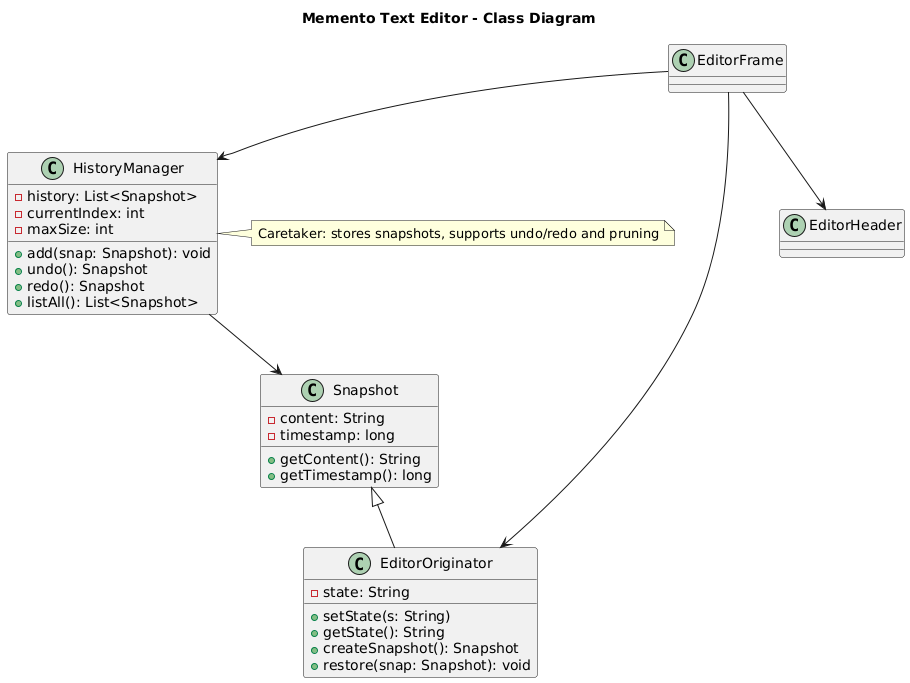 Memento Text Editor - Class Diagram
C EditorFrame
C HistoryManager
history: List<Snapshot>
currentIndex: int
maxSize: int
add(snap: Snapshot): void
undo(): Snapshot
redo(): Snapshot
listAll(): List<Snapshot>
Caretaker: stores snapshots, supports undo/redo and pruning
C EditorHeader
C Snapshot
content: String
timestamp: long
getContent(): String
getTimestamp(): long
C EditorOriginator
state: String
setState(s: String)
getState(): String
createSnapshot(): Snapshot
restore(snap: Snapshot): void